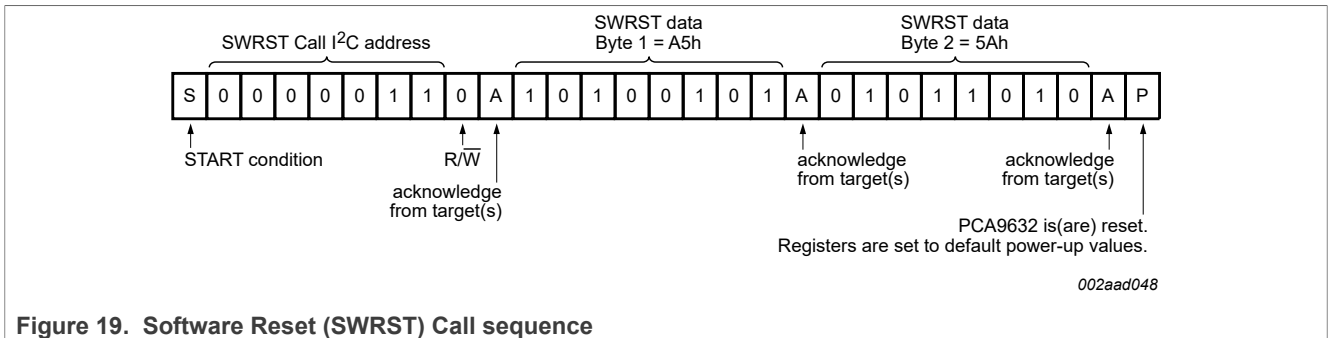 SWRST Call I2C address
SWRST data
Byte 1 = A5h
SWRST data
Byte 2 = 5Ah
S 0 0 0 0 0 1 1 0 A 1 0 1 0 0 1 0 1 A 0 1 0 1 1 0 1 0 A P
START condition
R/W
acknowledge
from target(s)
acknowledge
from target(s)
acknowledge
from target(s)
PCA9632 is(are) reset.
Registers are set to default power-up values.
002aad048
Figure 19. Software Reset (SWRST) Call sequence